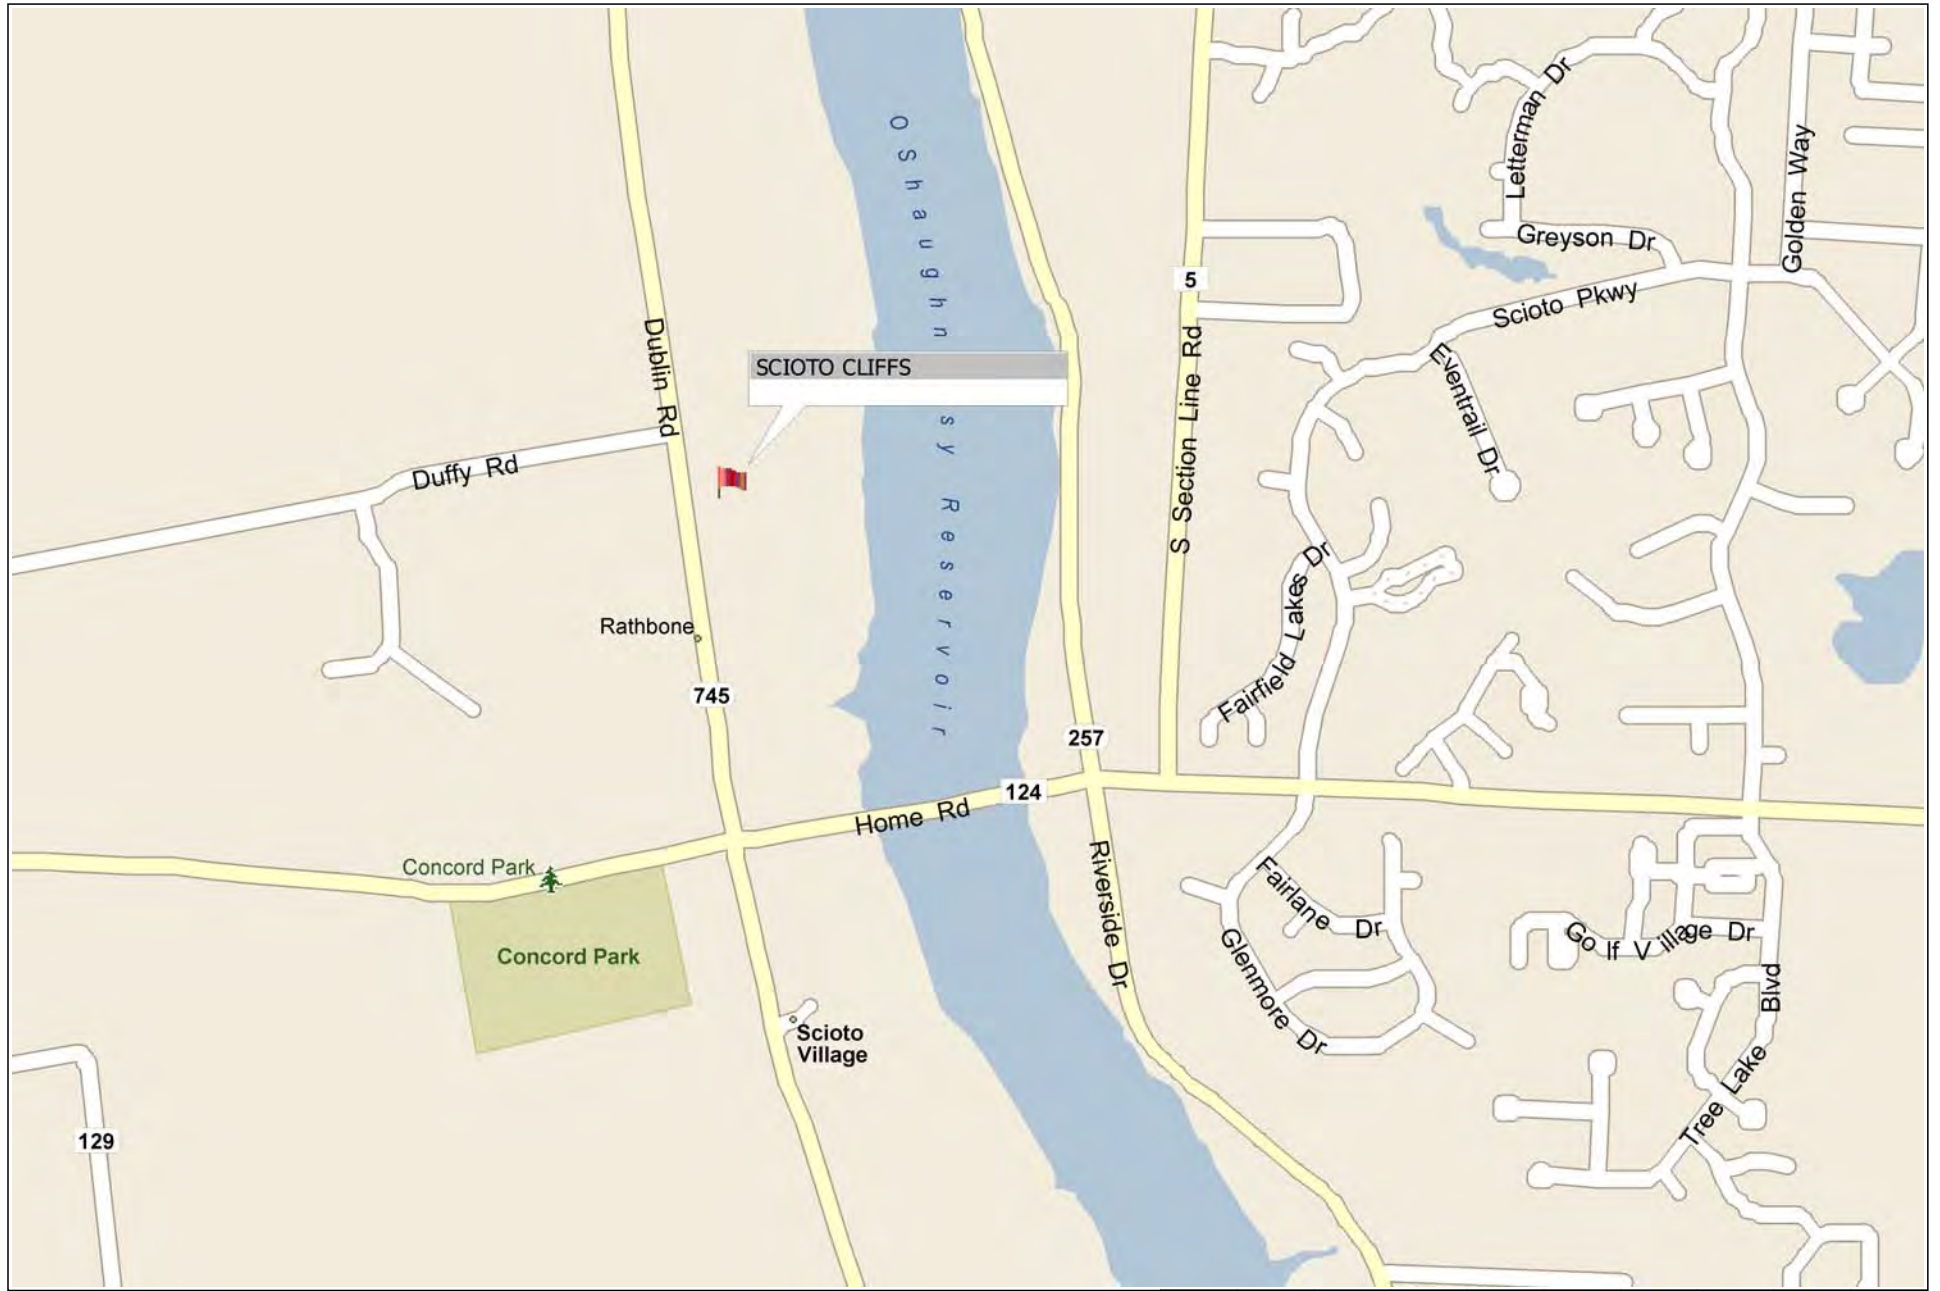 Letterman Dr
Golden Way
Greyson Dr
5
Scioto Pkwy
OShaughn
sy Reservoir
SCIOTO CLIFFS
Dublin Rd
S Section Line Rd
Eventrail Dr
Duffy Rd
Fairfield Lakes Dr
Rathbone
745
257
124
Home Rd
Concord Park
Concord Park
Riverside Dr
Fairlane Dr
Glenmore Dr
Golf Village Dr
Scioto
Village
Tree Lake Blvd
129